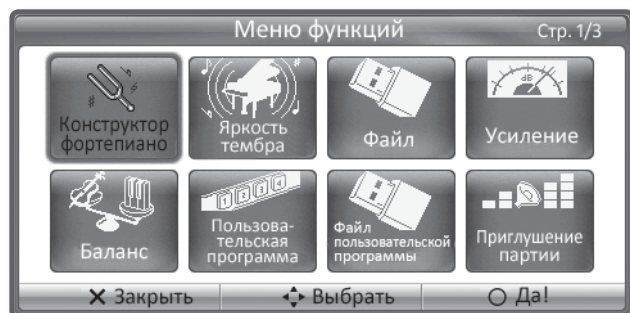 Меню функций
Стр. 1/3
Конструктор
фортепиано
Яркость
тембра
Файл
dB
Усиление
Баланс
Пользова-
тельская
программа
Файл
пользовательской
программы
Приглушение
партии
Закрыть
Выбрать
Да!